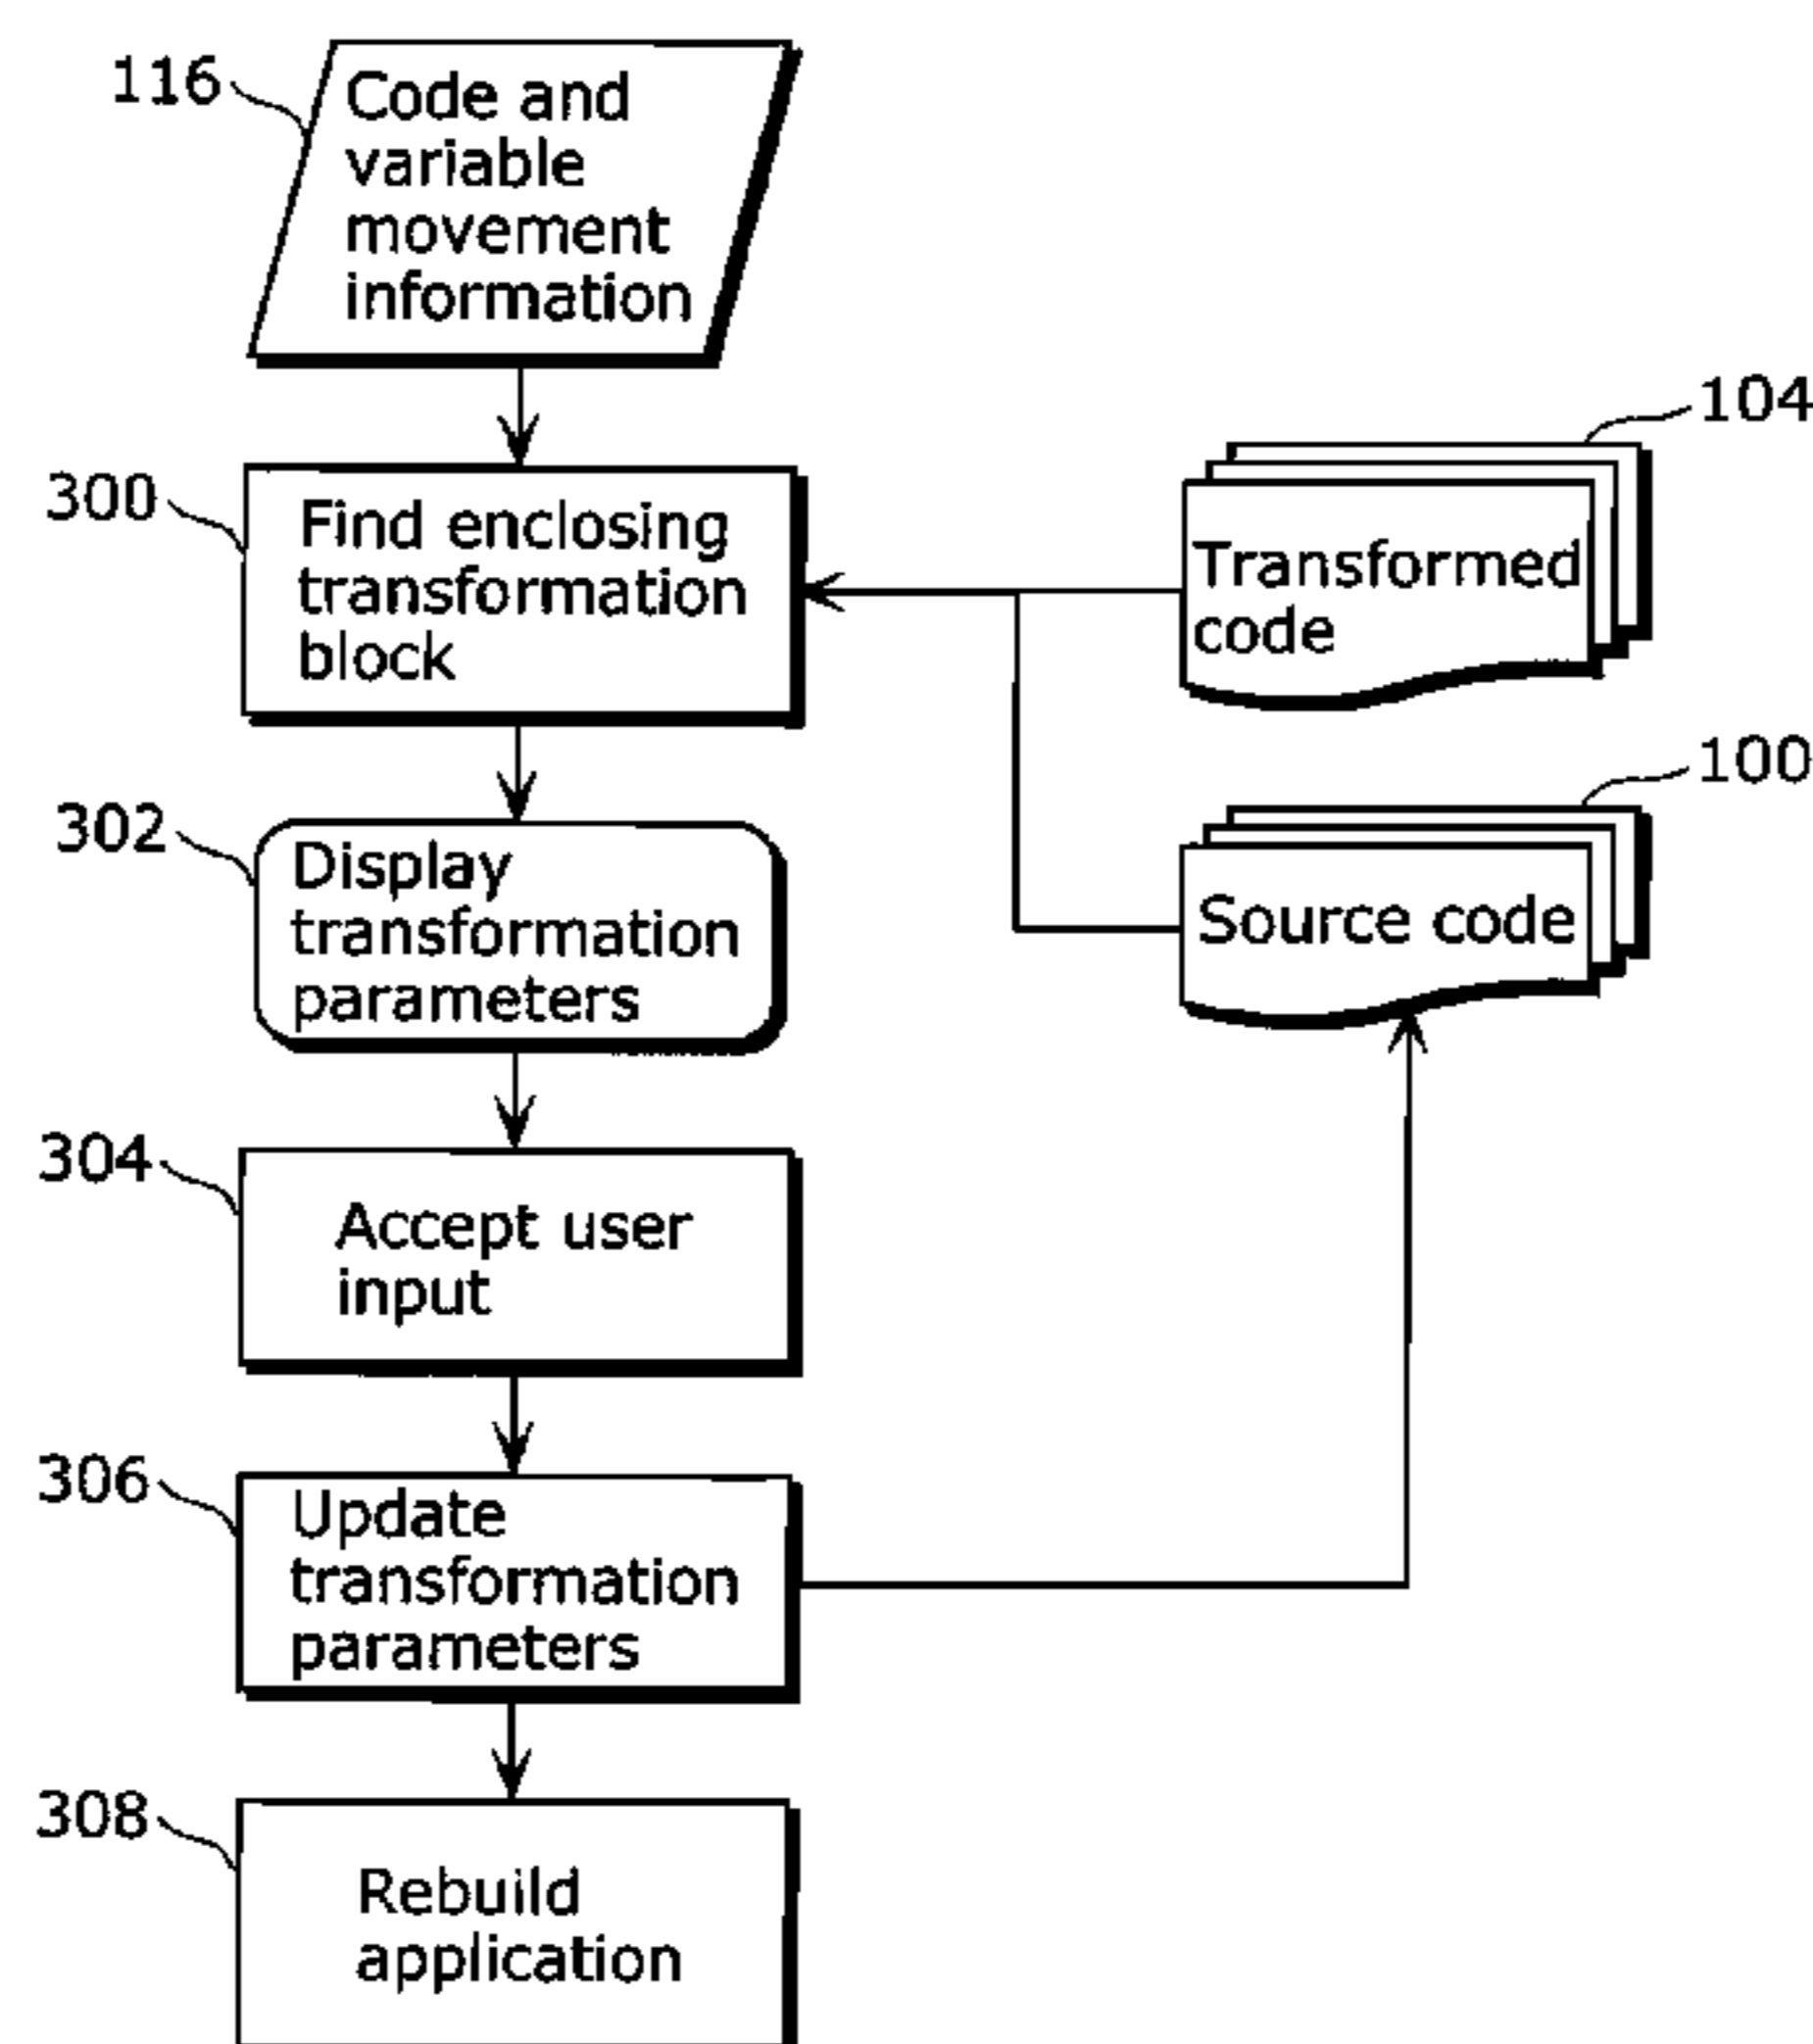 116
Code and
variable
movement
information
300
Find enclosing
transformation
block
104
Transformed
code
100
Source code
302
Display
transformation
parameters
304
Accept user
input
306
Update
transformation
parameters
308
Rebuild
application